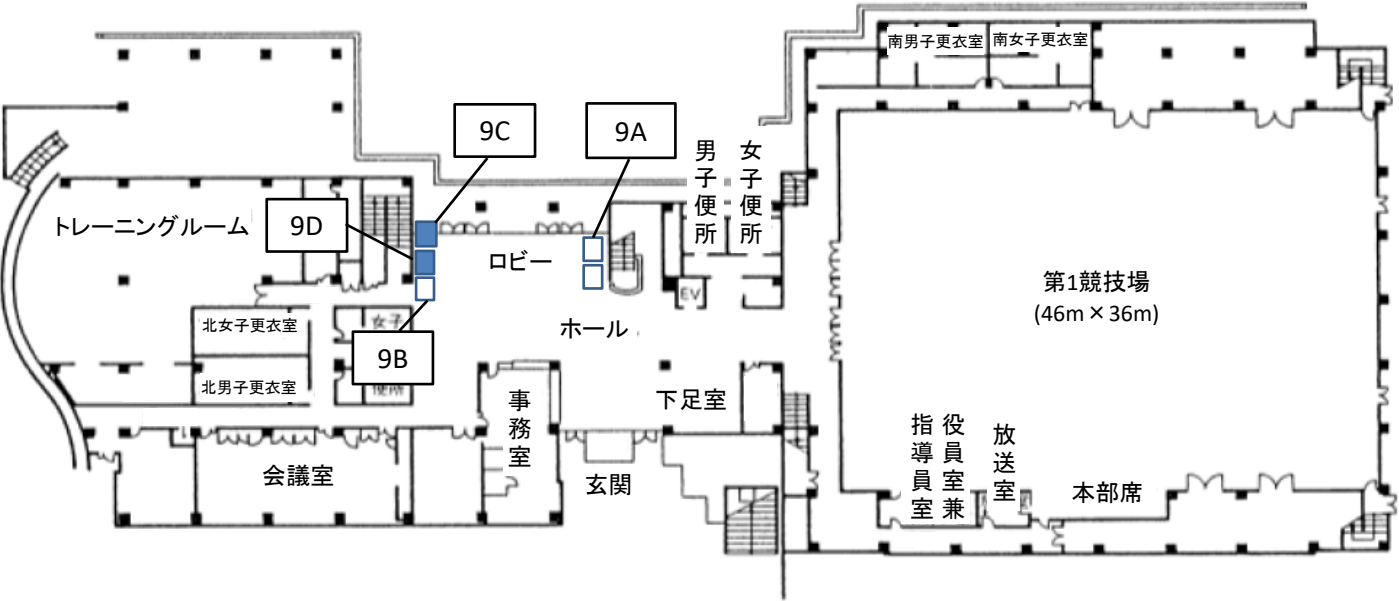 南男子更衣室
南女子更衣室
9C
9A
男子便所
女子便所
トレーニングルーム
9D
ロビー
EV
第1競技場
(46m×36m)
北女子更衣室
女子
ホール
9B
北男子更衣室
便所
事務室
下足室
指導員室
役員室兼
放送室
会議室
玄関
本部席